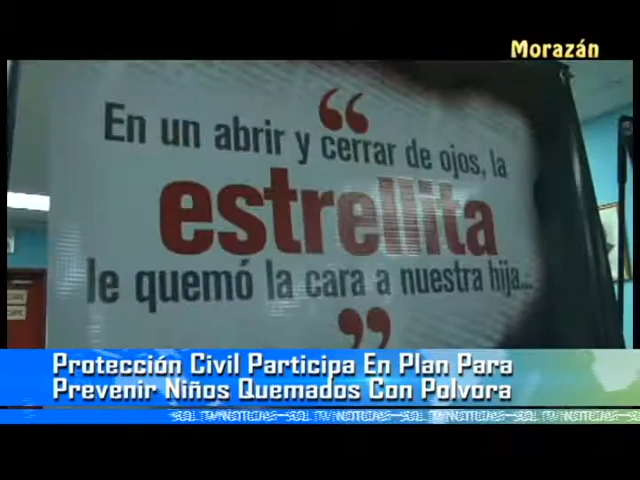 Morazán
“
En un abrir y cerrar de ojos, la
estrellita
le quemó la cara a nuestra hija...
”
Protección Civil Participa En Plan Para
Prevenir Niños Quemados Con Polvora